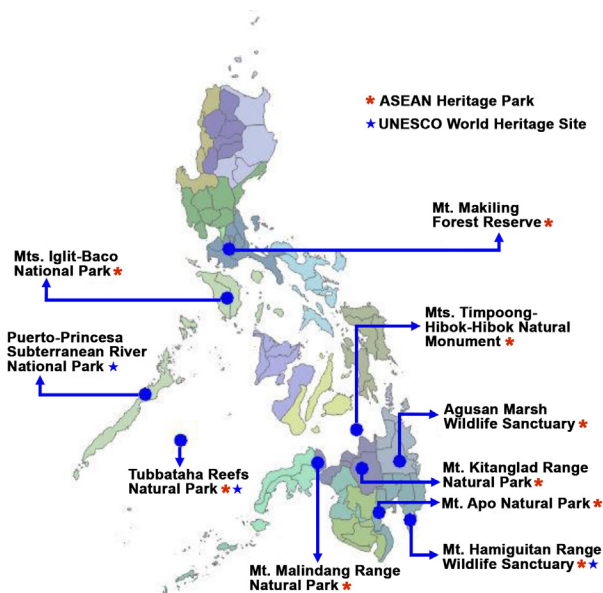 * ASEAN Heritage Park
★ UNESCO World Heritage Site
Mt. Makiling
Forest Reserve *
Mts. Iglit-Baco
National Park *
Mts. Timpoong-
Hibok-Hibok Natural
Monument *
Puerto-Princesa
Subterranean River
National Park ★
Agusan Marsh
Wildlife Sanctuary *
Tubbataha Reefs
Natural Park * ★
Mt. Kitanglad Range
Natural Park *
Mt. Apo Natural Park *
Mt. Hamiguitan Range
Wildlife Sanctuary * ★
Mt. Malindang Range
Natural Park *